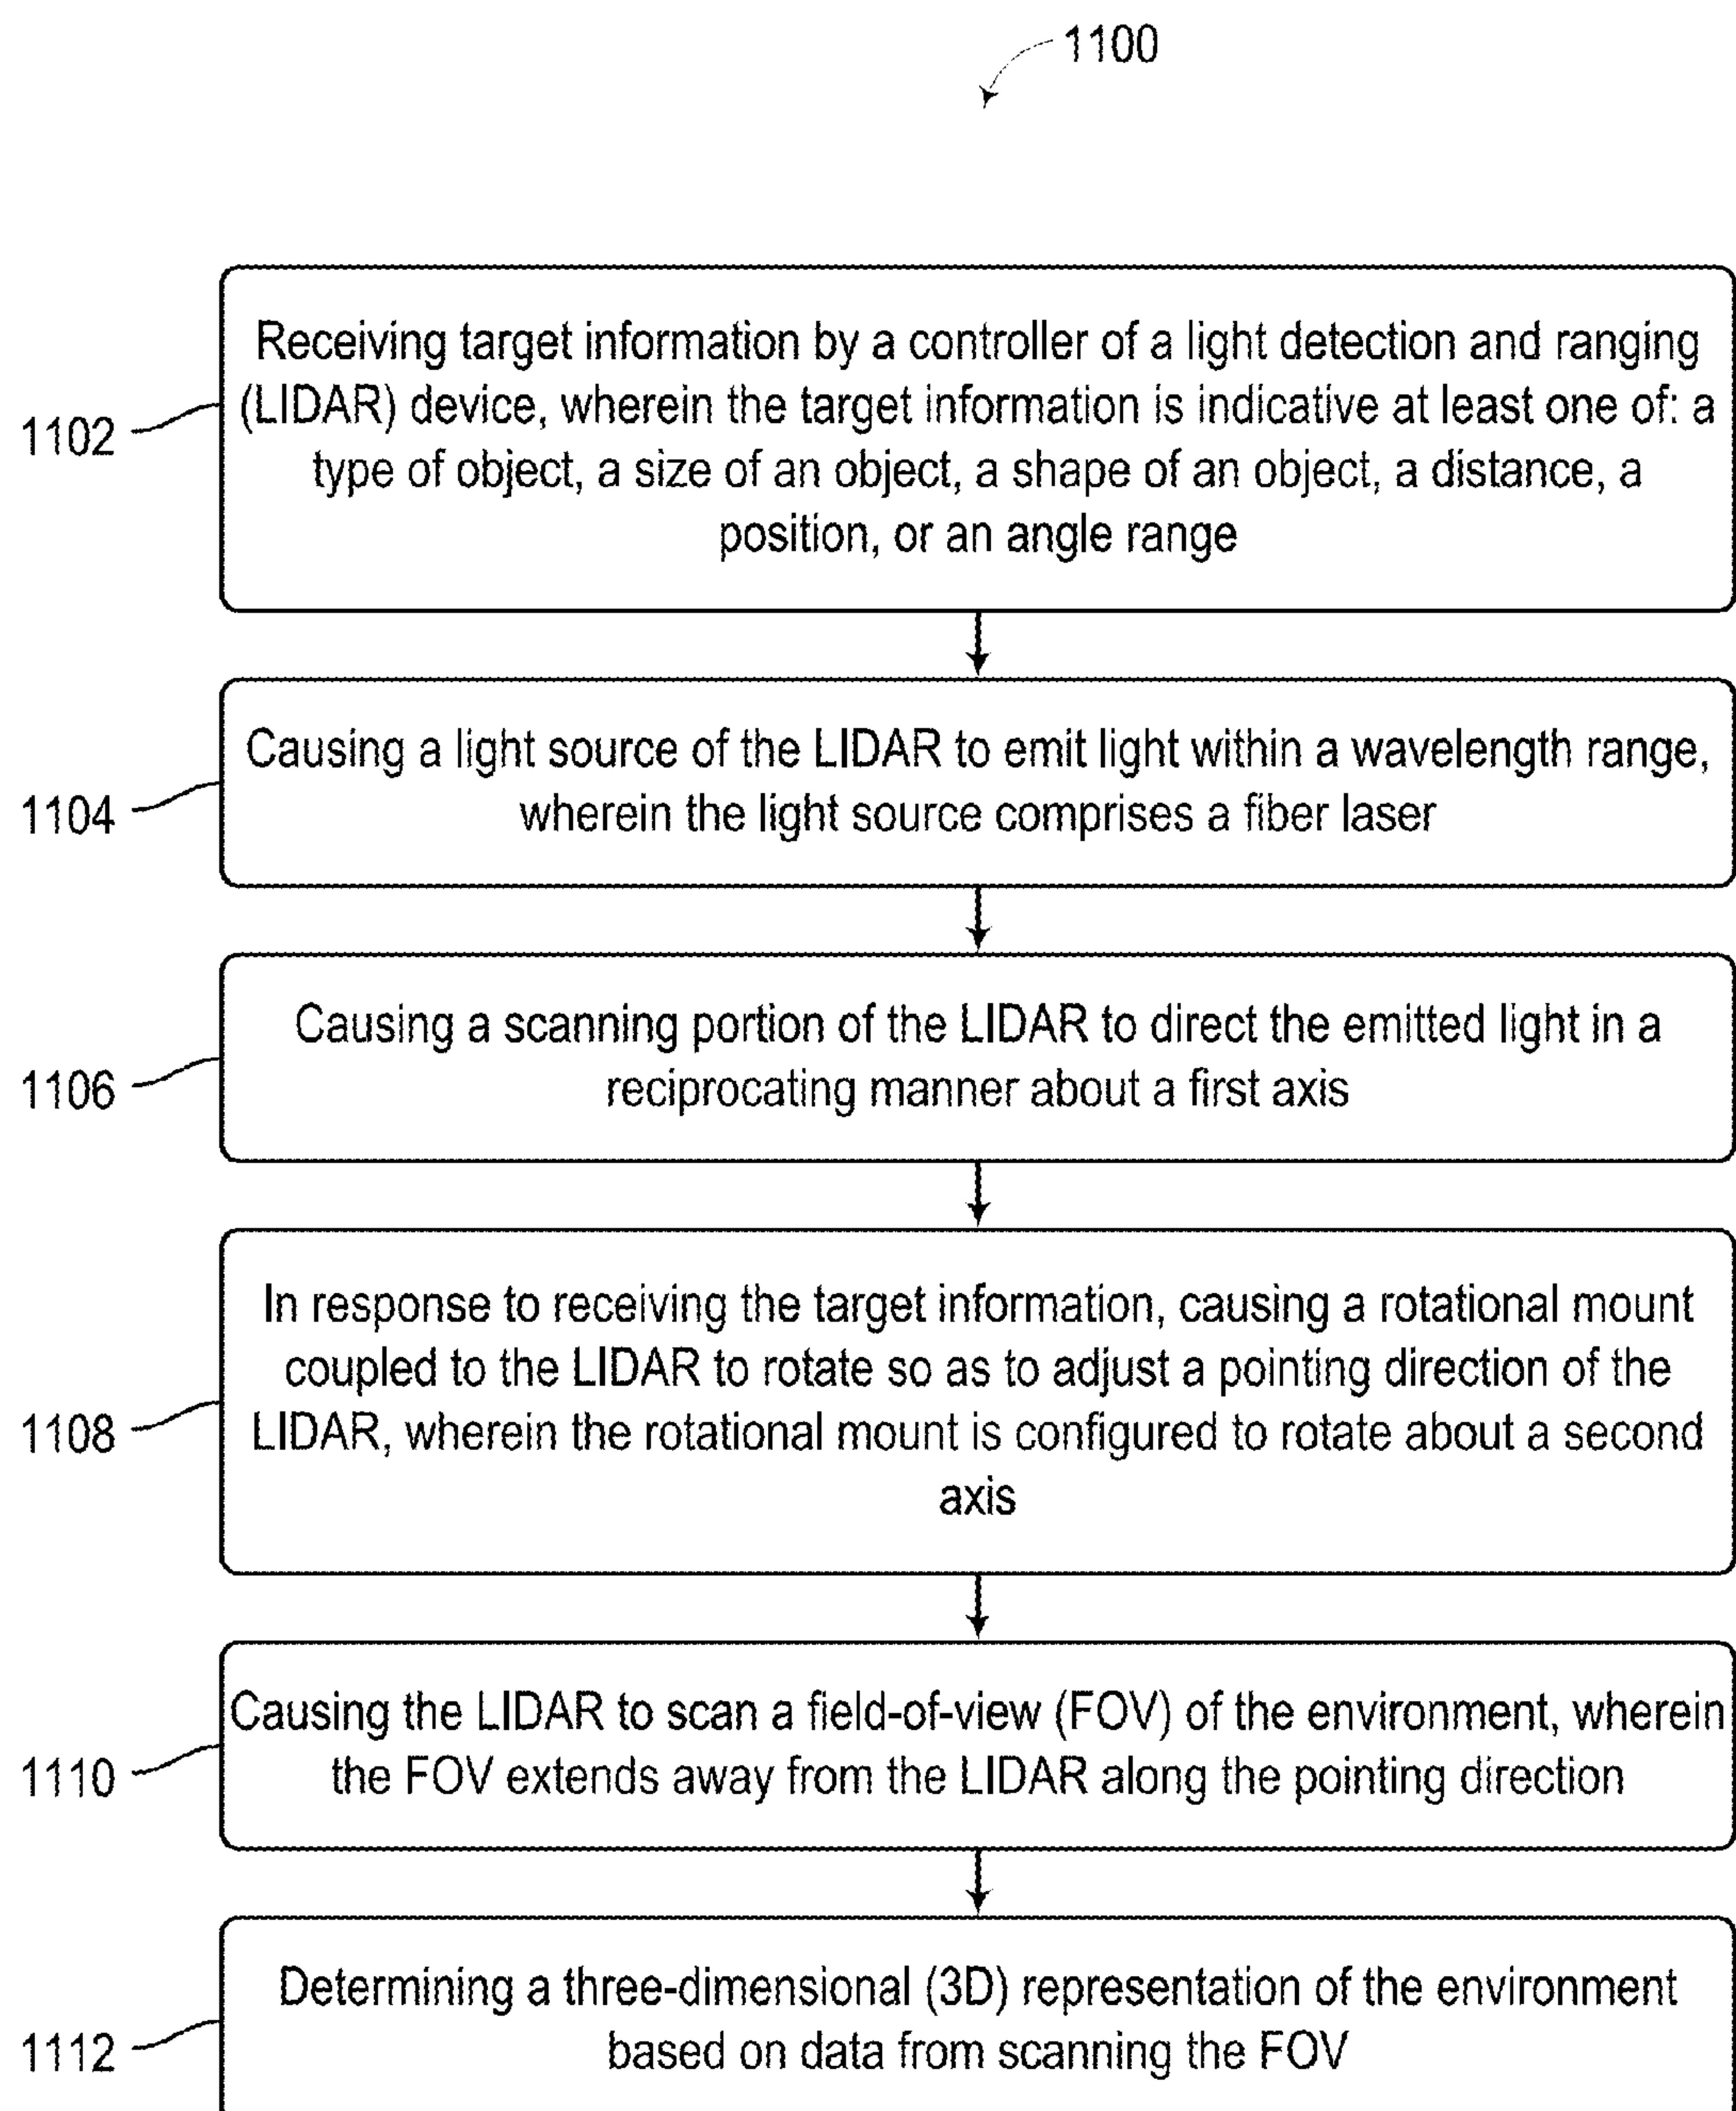 1100
Receiving target information by a controller of a light detection and ranging
(LIDAR) device, wherein the target information is indicative at least one of: a
type of object, a size of an object, a shape of an object, a distance, a
position, or an angle range
1102
Causing a light source of the LIDAR to emit light within a wavelength range,
wherein the light source comprises a fiber laser
1104
Causing a scanning portion of the LIDAR to direct the emitted light in a
reciprocating manner about a first axis
1106
In response to receiving the target information, causing a rotational mount
coupled to the LIDAR to rotate so as to adjust a pointing direction of the
LIDAR, wherein the rotational mount is configured to rotate about a second
axis
1108
Causing the LIDAR to scan a field-of-view (FOV) of the environment, wherein
the FOV extends away from the LIDAR along the pointing direction
1110
Determining a three-dimensional (3D) representation of the environment
based on data from scanning the FOV
1112